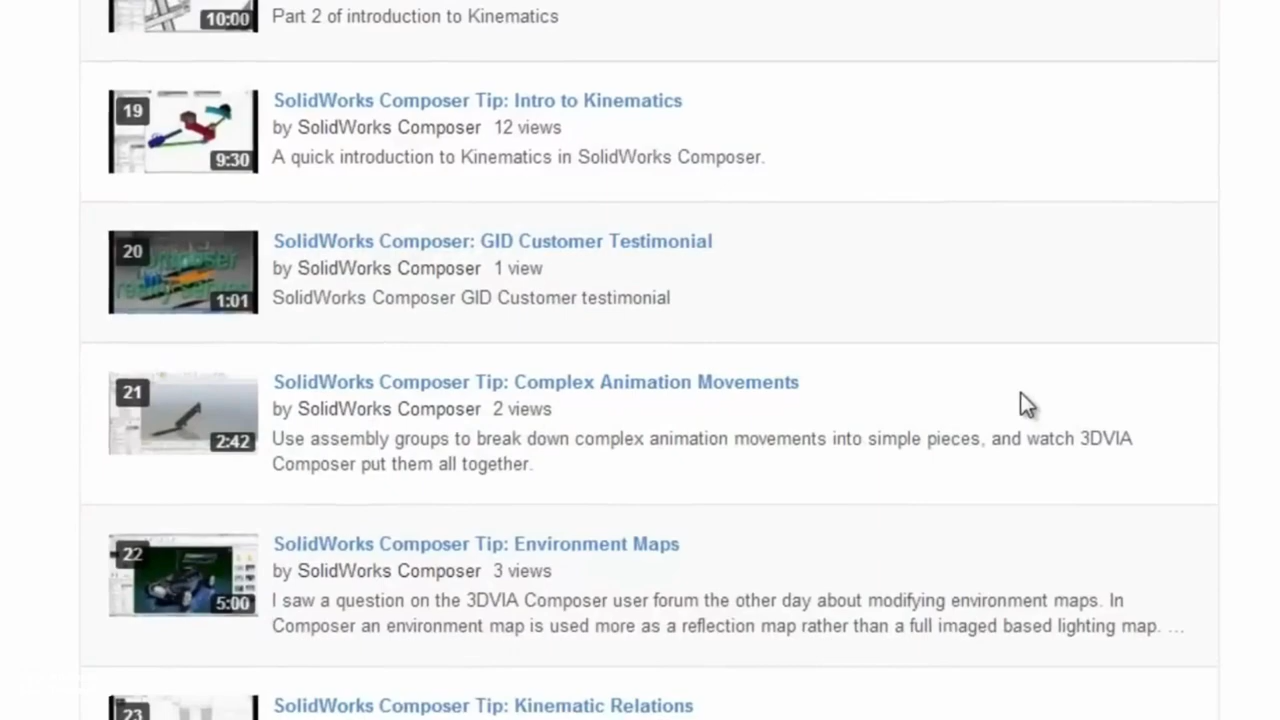 10:00
Part 2 of introduction to Kinematics
19
9:30
SolidWorks Composer Tip: Intro to Kinematics
by SolidWorks Composer 12 views
A quick introduction to Kinematics in SolidWorks Composer.
20
1:01
SolidWorks Composer: GID Customer Testimonial
by SolidWorks Composer 1 view
SolidWorks Composer GID Customer testimonial
21
2:42
SolidWorks Composer Tip: Complex Animation Movements
by SolidWorks Composer 2 views
Use assembly groups to break down complex animation movements into simple pieces, and watch 3DVIA
Composer put them all together.
22
5:00
SolidWorks Composer Tip: Environment Maps
by SolidWorks Composer 3 views
I saw a question on the 3DVIA Composer user forum the other day about modifying environment maps. In
Composer an environment map is used more as a reflection map rather than a full imaged based lighting map. ...
23
SolidWorks Composer Tip: Kinematic Relations